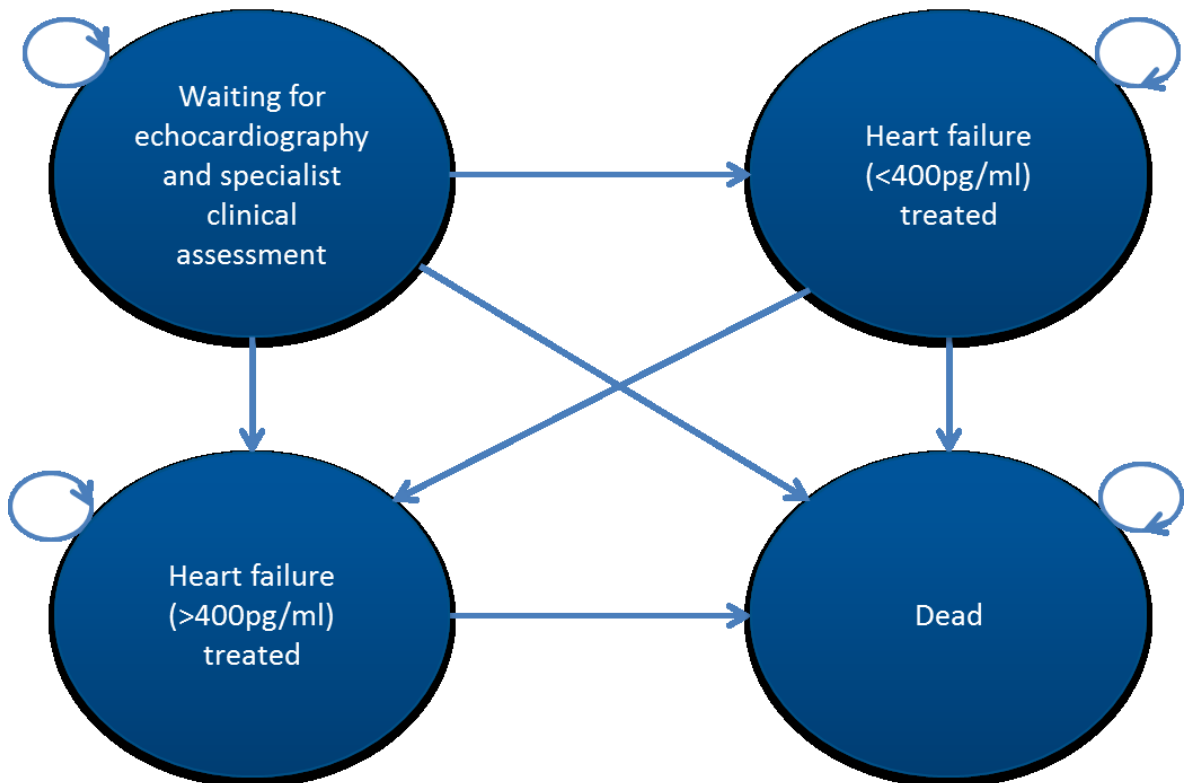 Waiting for
echocardiography
and specialist
clinical
assessment
Heart failure
(<400pg/ml)
treated
Heart failure
(>400pg/ml)
treated
Dead